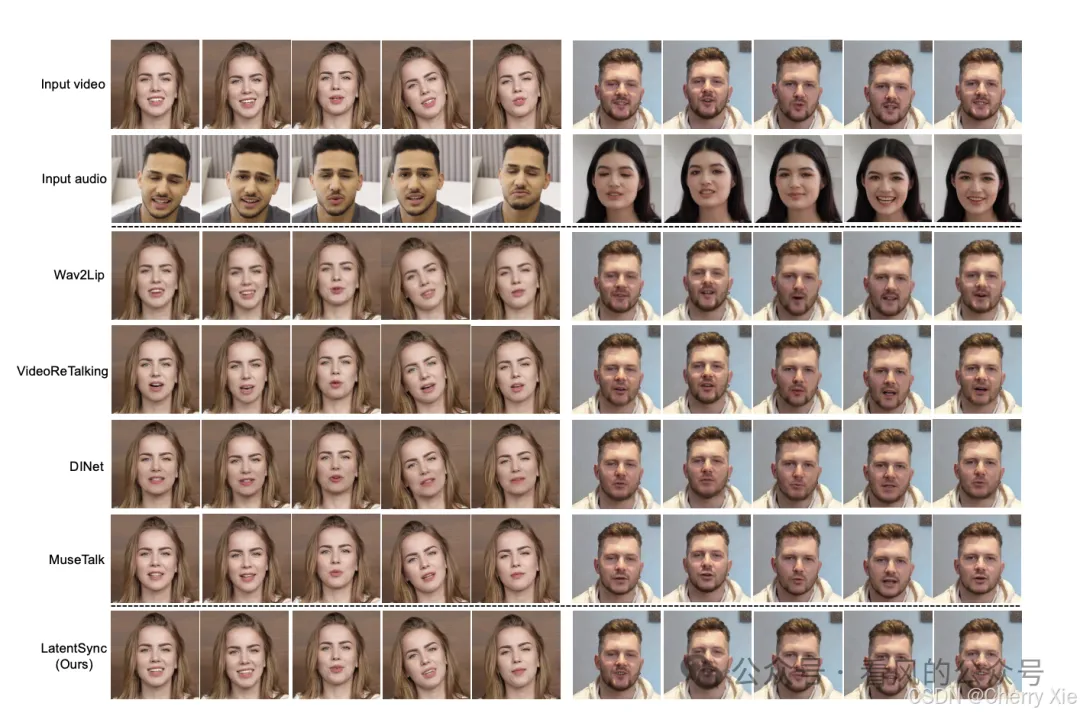 Input video
Input audio
Wav2Lip
VideoReTalking
DINet
MuseTalk
LatentSync
(Ours)
公众号 · 看风的公众号
CSDN @Cherry Xie